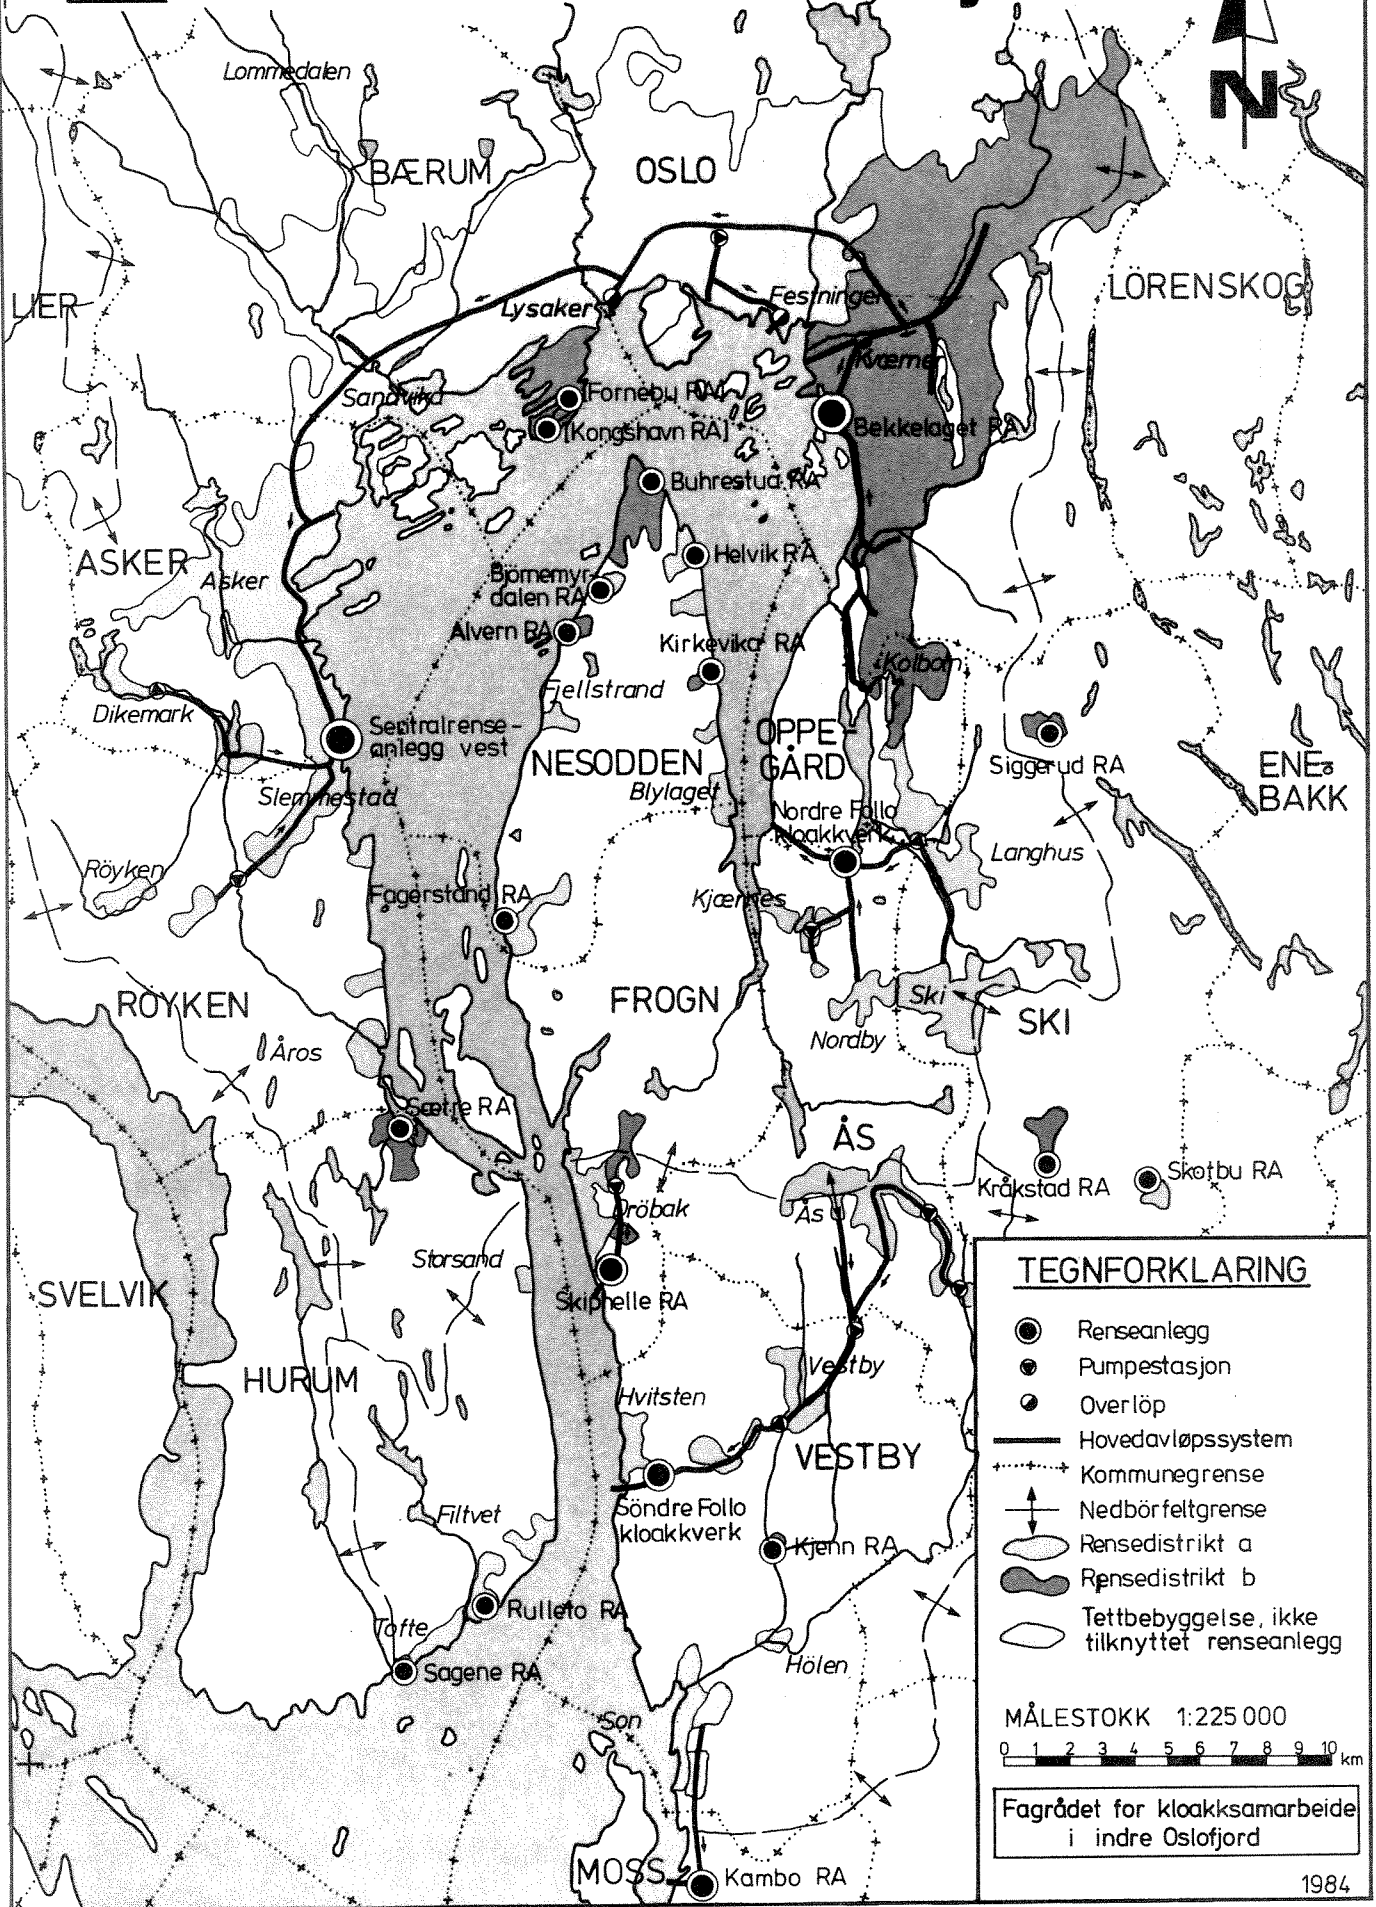 N
Lommedalen
BÆRUM
OSLO
LIER
LÖRENSKOG
Lysaker
Festningen
Kværner
Sandvika
[Fornebu RA]
[Kongshavn RA]
Bekkelaget RA
Buhrestua RA
Helvik RA
ASKER
Asker
Björnemyr-
dalen RA
Alvern RA
Kirkevika RA
Kolbotn
Fjellstrand
Dikemark
Sentralrense-
anlegg vest
OPPE-
GÅRD
NESODDEN
Siggerud RA
ENE-
BAKK
Slemmestad
Blylaget
Nordre Follo
kloakkverk
Langhus
Röyken
Fagerstand RA
Kjærnes
RÖYKEN
FROGN
Ski
SKI
Nordby
Åros
Sætre RA
ÅS
Kråkstad RA
Skotbu RA
Dröbak
Ås
Storsand
SVELVIK
Skiphelle RA
HURUM
Vestby
Hvitsten
VESTBY
Filtvet
Söndre Follo
kloakkverk
Kjenn RA
Rulleto RA
Tofte
Sagene RA
Hölen
Son
MOSS
Kambo RA
TEGNFORKLARING
Renseanlegg
Pumpestasjon
Overlöp
Hovedavløpssystem
Kommunegrense
Nedbörfeltgrense
Rensedistrikt a
Rensedistrikt b
Tettbebyggelse, ikke
tilknyttet renseanlegg
MÅLESTOKK 1:225 000
0 1 2 3 4 5 6 7 8 9 10 km
Fagrådet for kloakksamarbeide
i indre Oslofjord
1984